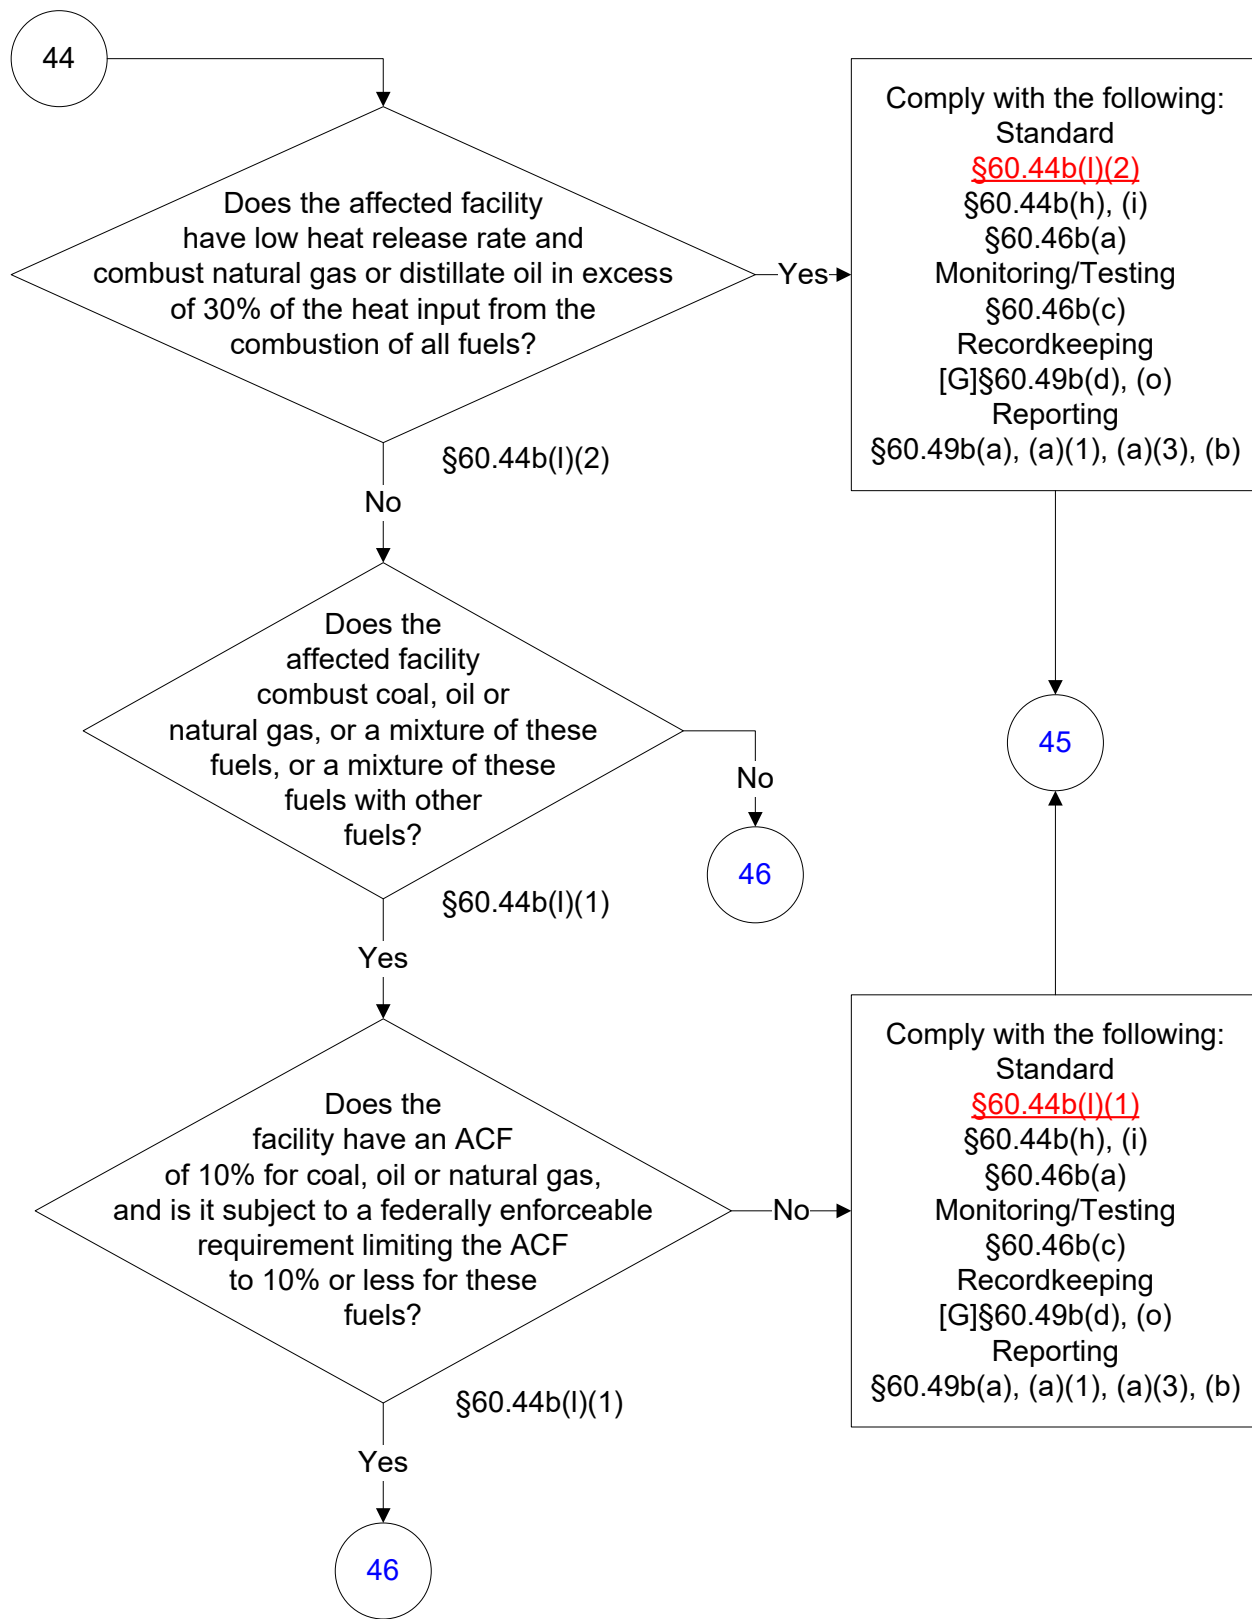 44
Does the affected facility
have low heat release rate and
combust natural gas or distillate oil in excess
of 30% of the heat input from the
combustion of all fuels?
Yes
§60.44b(l)(2)
No
Comply with the following:
Standard
§60.44b(l)(2)
§60.44b(h), (i)
§60.46b(a)
Monitoring/Testing
§60.46b(c)
Recordkeeping
[G]§60.49b(d), (o)
Reporting
§60.49b(a), (a)(1), (a)(3), (b)
Does the
affected facility
combust coal, oil or
natural gas, or a mixture of these
fuels, or a mixture of these
fuels with other
fuels?
No
46
45
§60.44b(l)(1)
Yes
Does the
facility have an ACF
of 10% for coal, oil or natural gas,
and is it subject to a federally enforceable
requirement limiting the ACF
to 10% or less for these
fuels?
No
Comply with the following:
Standard
§60.44b(l)(1)
§60.44b(h), (i)
§60.46b(a)
Monitoring/Testing
§60.46b(c)
Recordkeeping
[G]§60.49b(d), (o)
Reporting
§60.49b(a), (a)(1), (a)(3), (b)
§60.44b(l)(1)
Yes
46